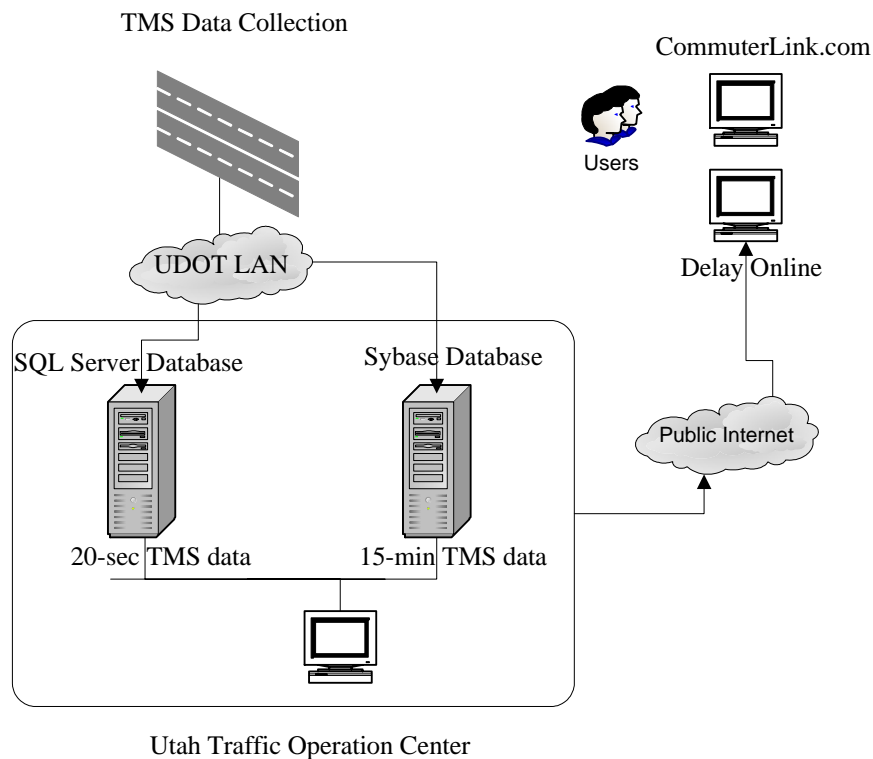 TMS Data Collection
CommuterLink.com
Users
UDOT LAN
Delay Online
SQL Server Database
Sybase Database
Public Internet
20-sec TMS data
15-min TMS data
Utah Traffic Operation Center